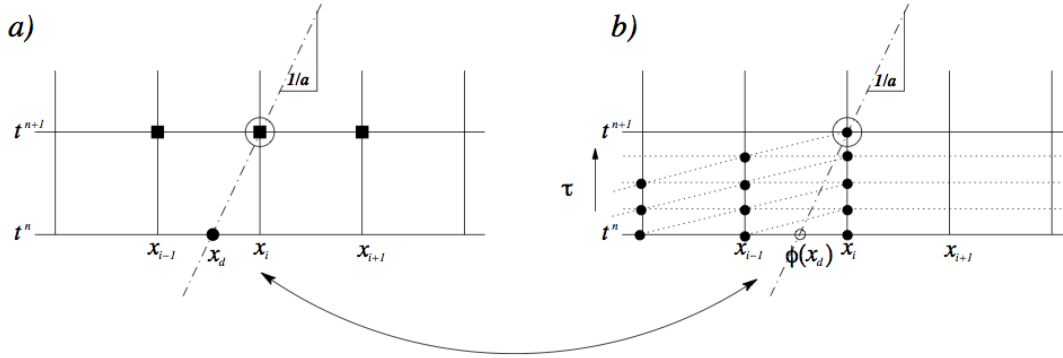 a)
1/a
t^{n+1}
t^n
x_{i-1}
x_d
x_i
x_{i+1}
b)
1/a
t^{n+1}
τ
t^n
x_{i-1}
ϕ(x_d)
x_i
x_{i+1}